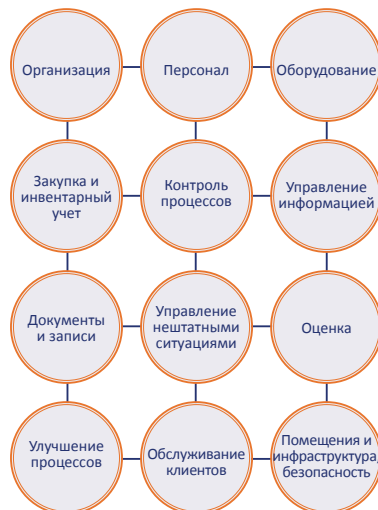 Организация
Персонал
Оборудование
Закупка и
инвентарный
учет
Контроль
процессов
Управление
информацией
Документы
и записи
Управление
нештатными
ситуациями
Оценка
Улучшение
процессов
Обслуживание
клиентов
Помещения и
инфраструктура,
безопасность